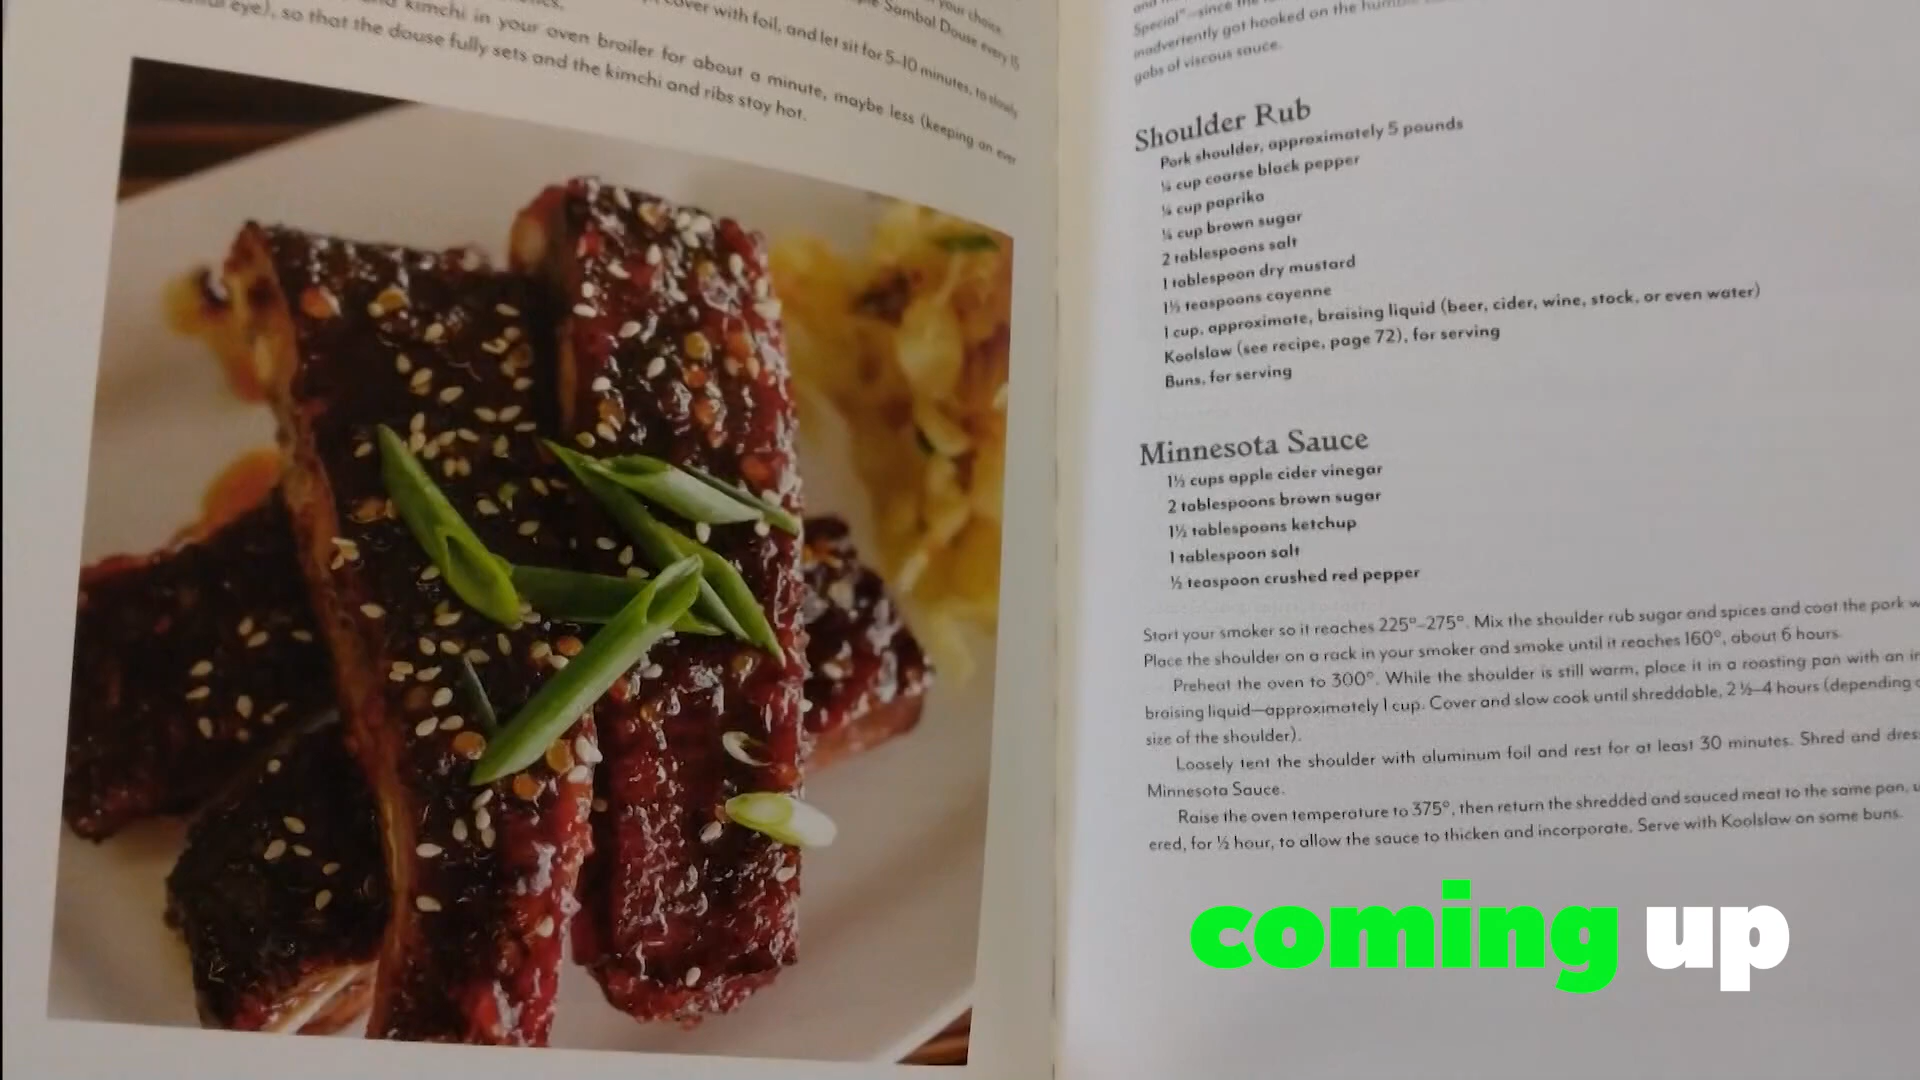 your choice.
ple Sambal Douse every 15
cover with foil, and let sit for 5–10 minutes, to slowly
kimchi in your oven broiler for about a minute, maybe less (keeping an ever
eye), so that the douse fully sets and the kimchi and ribs stay hot.
Special"—since the
inadvertently got hooked on the
gobs of viscous sauce.
Shoulder Rub
Pork shoulder, approximately 5 pounds
¼ cup coarse black pepper
¼ cup paprika
¼ cup brown sugar
2 tablespoons salt
1 tablespoon dry mustard
1½ teaspoons cayenne
1 cup, approximate, braising liquid (beer, cider, wine, stock, or even water)
Koolslaw (see recipe, page 72), for serving
Buns, for serving
Minnesota Sauce
1½ cups apple cider vinegar
2 tablespoons brown sugar
1½ tablespoons ketchup
1 tablespoon salt
½ teaspoon crushed red pepper
Start your smoker so it reaches 225°–275°. Mix the shoulder rub sugar and spices and coat the pork w
Place the shoulder on a rack in your smoker and smoke until it reaches 160°, about 6 hours.
Preheat the oven to 300°. While the shoulder is still warm, place it in a roasting pan with an in
braising liquid—approximately 1 cup. Cover and slow cook until shreddable, 2 ½–4 hours (depending o
size of the shoulder).
Loosely tent the shoulder with aluminum foil and rest for at least 30 minutes. Shred and dres
Minnesota Sauce.
Raise the oven temperature to 375°, then return the shredded and sauced meat to the same pan, u
ered, for ½ hour, to allow the sauce to thicken and incorporate. Serve with Koolslaw on some buns.
coming up